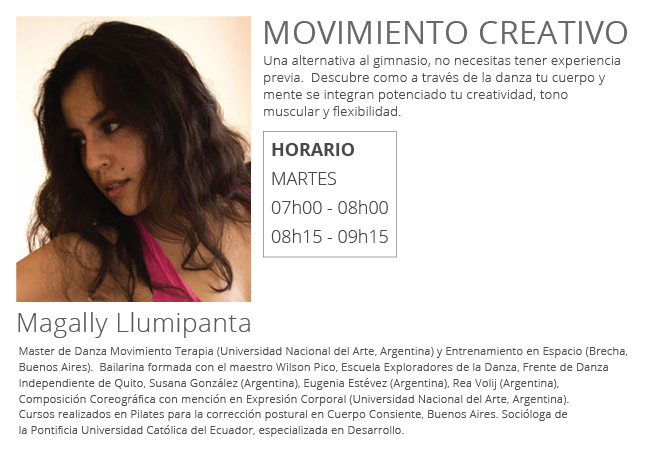 MOVIMIENTO CREATIVO
Una alternativa al gimnasio, no necesitas tener experiencia
previa.  Descubre como a través de la danza tu cuerpo y
mente se integran potenciado tu creatividad, tono
muscular y flexibilidad.
HORARIO
MARTES
07h00 - 08h00
08h15 - 09h15
Magally Llumipanta
Master de Danza Movimiento Terapia (Universidad Nacional del Arte, Argentina) y Entrenamiento en Espacio (Brecha,
Buenos Aires).  Bailarina formada con el maestro Wilson Pico, Escuela Exploradores de la Danza, Frente de Danza
Independiente de Quito, Susana González (Argentina), Eugenia Estévez (Argentina), Rea Volij (Argentina),
Composición Coreográfica con mención en Expresión Corporal (Universidad Nacional del Arte, Argentina).
Cursos realizados en Pilates para la corrección postural en Cuerpo Consiente, Buenos Aires. Socióloga de
la Pontificia Universidad Católica del Ecuador, especializada en Desarrollo.